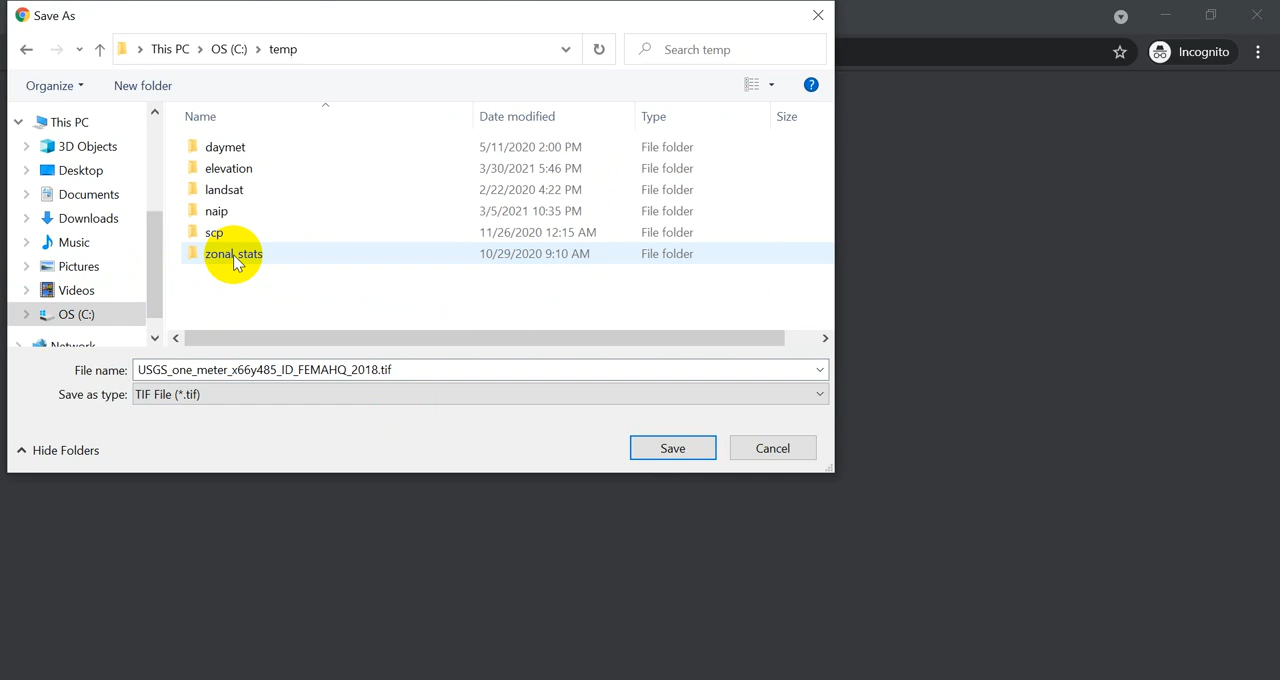 Save As
This PC > OS (C:) > temp
Search temp
Incognito
Organize
New folder
Name
Date modified
Type
Size
This PC
3D Objects
Desktop
Documents
Downloads
Music
Pictures
Videos
OS (C:)
Network
daymet 5/11/2020 2:00 PM File folder
elevation 3/30/2021 5:46 PM File folder
landsat 2/22/2020 4:22 PM File folder
naip 3/5/2021 10:35 PM File folder
scp 11/26/2020 12:15 AM File folder
zonal_stats 10/29/2020 9:10 AM File folder
File name: USGS_one_meter_x66y485_ID_FEMAHQ_2018.tif
Save as type: TIF File (*.tif)
Hide Folders
Save
Cancel